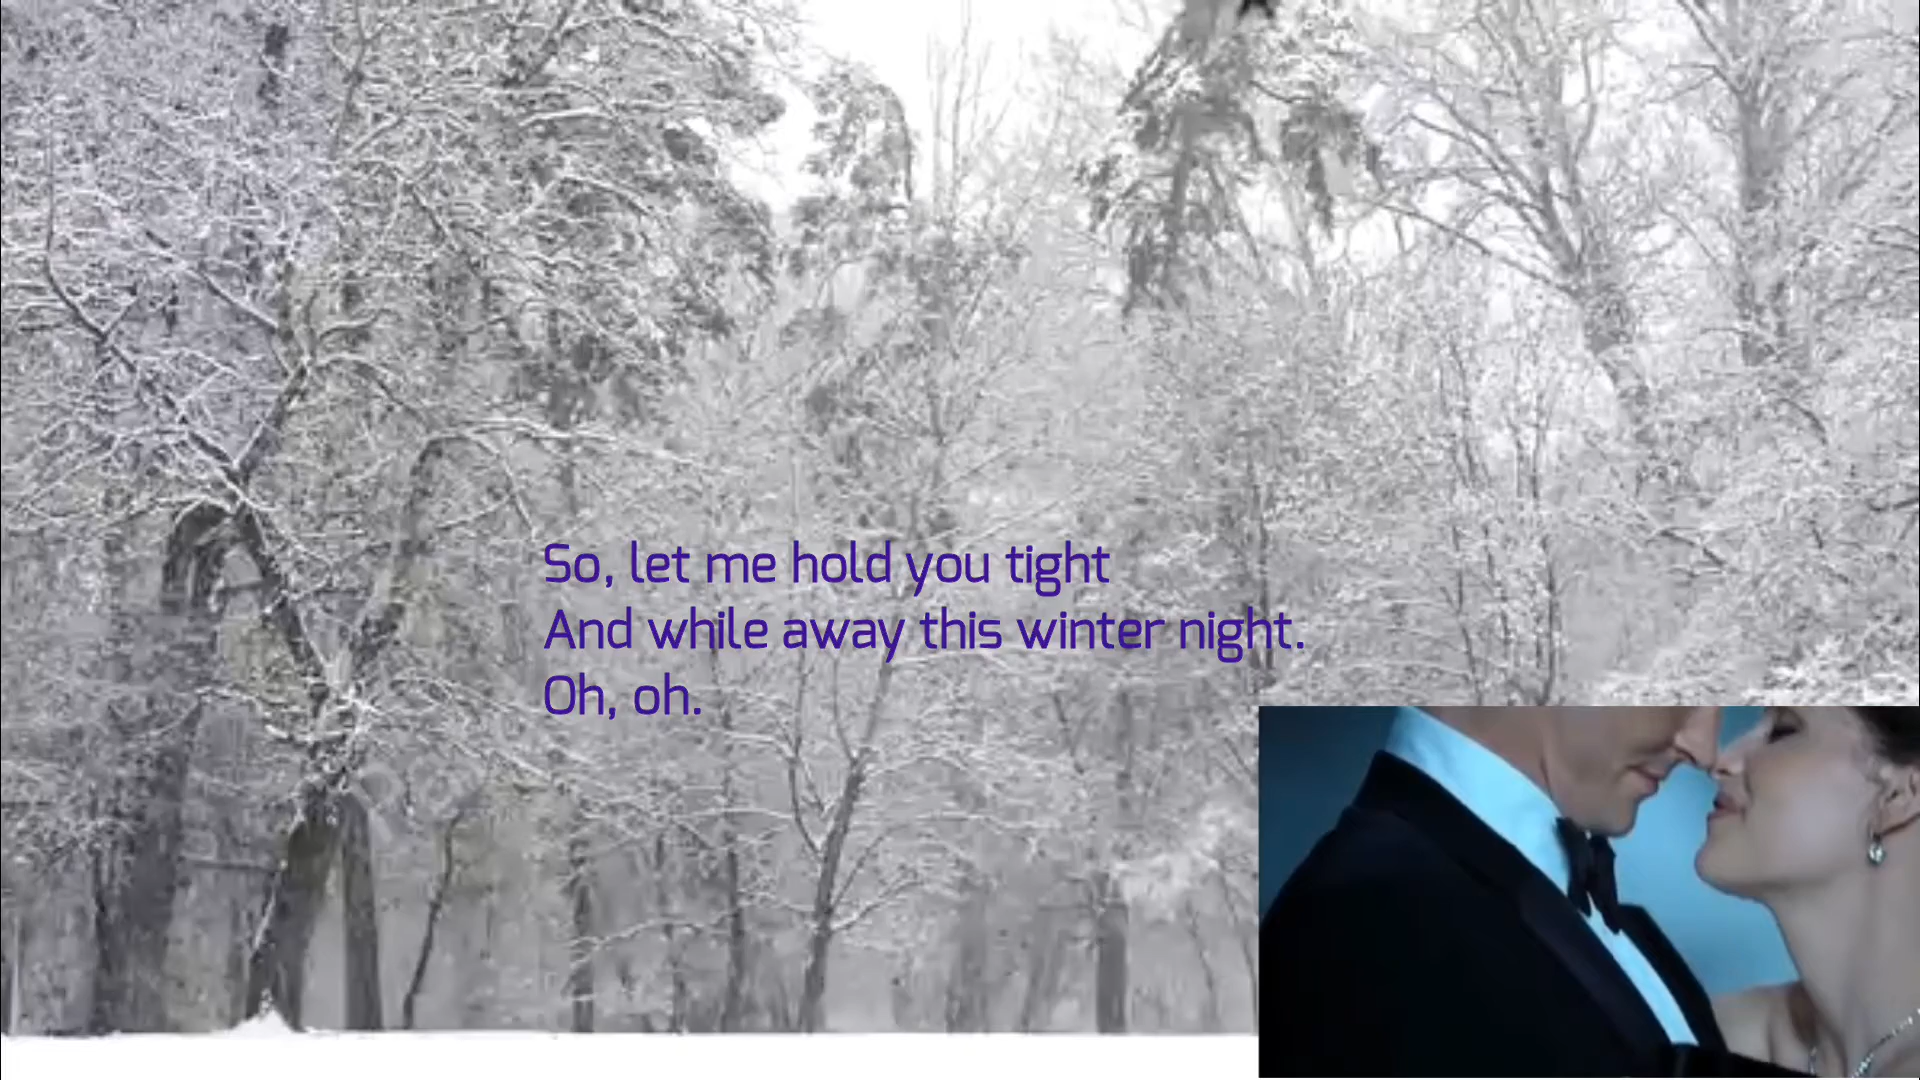 So, let me hold you tight
And while away this winter night.
Oh, oh.